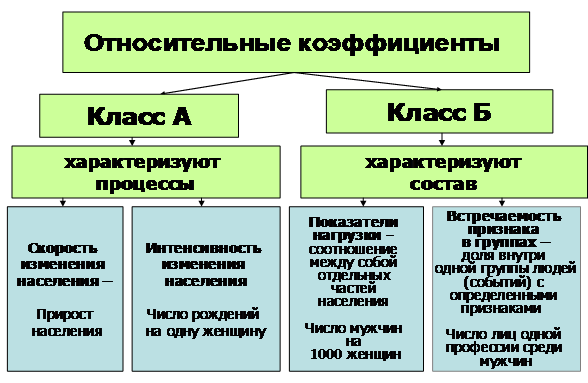 Относительные коэффициенты
Класс А
Класс Б
характеризуют
процессы
характеризуют
состав
Скорость
изменения
населения –
Прирост
населения
Интенсивность
изменения
населения
Число рождений
на одну женщину
Показатели
нагрузки –
соотношение
между собой
отдельных
частей
населения
Число мужчин
на
1000 женщин
Встречаемость
признака
в группах –
доля внутри
одной группы людей
(событий) с
определенными
признаками
Число лиц одной
профессии среди
мужчин